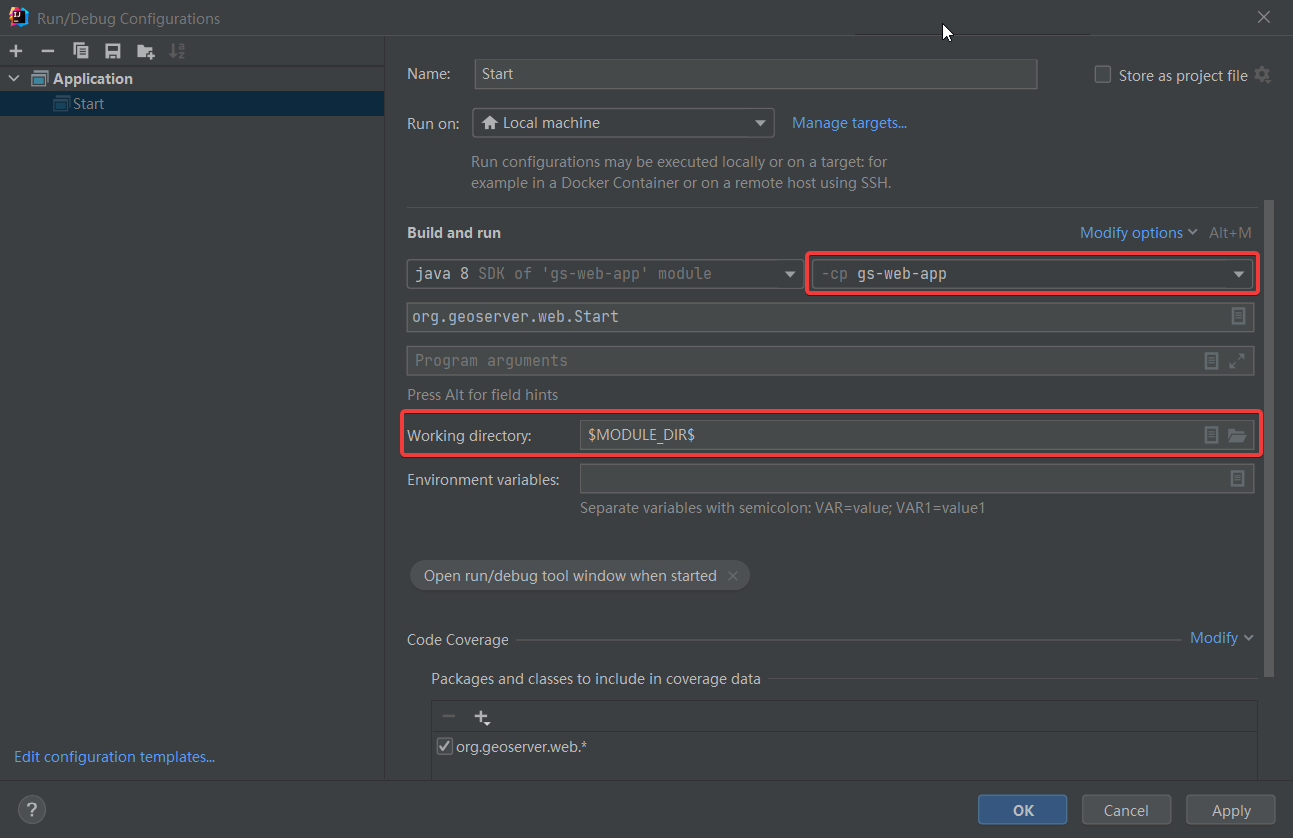 Run/Debug Configurations
Application
Start
Edit configuration templates...
Name: Start
Store as project file
Run on: Local machine Manage targets...
Run configurations may be executed locally or on a target: for
example in a Docker Container or on a remote host using SSH.
Build and run Modify options Alt+M
java 8 SDK of 'gs-web-app' module -cp gs-web-app
org.geoserver.web.Start
Program arguments
Press Alt for field hints
Working directory: $MODULE_DIR$
Environment variables:
Separate variables with semicolon: VAR=value; VAR1=value1
Open run/debug tool window when started
Code Coverage Modify
Packages and classes to include in coverage data
org.geoserver.web.*
? OK Cancel Apply